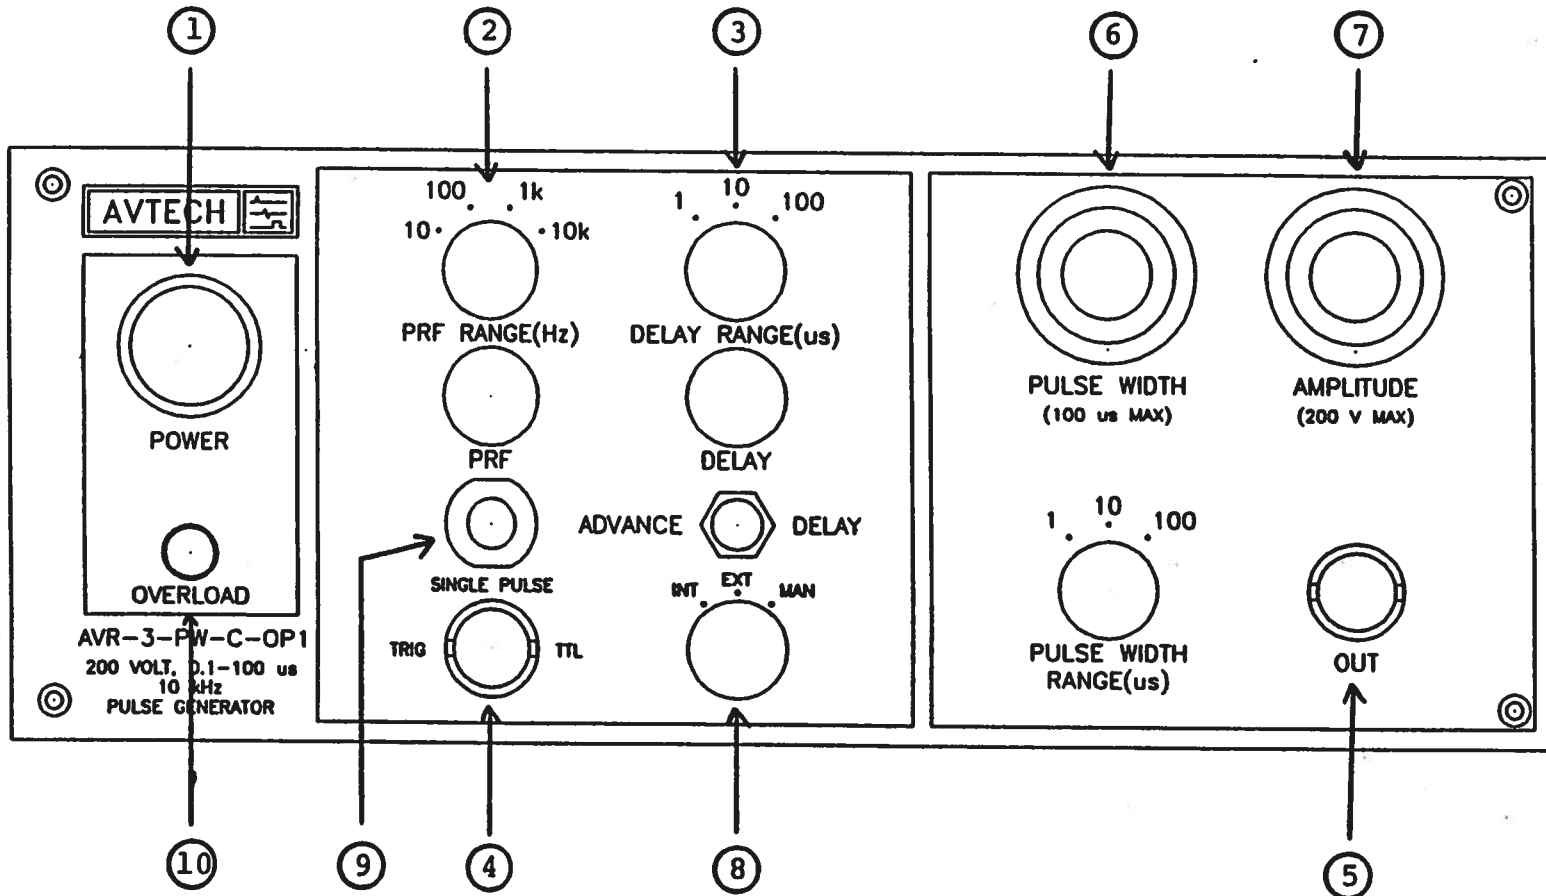 1
2
3
6
7
AVTECH
POWER
OVERLOAD
AVR-3-PW-C-OP1
200 VOLT, 0.1-100 us
10 kHz
PULSE GENERATOR
10 100 1k 10k
PRF RANGE(Hz)
PRF
SINGLE PULSE
TRIG TTL
1 10 100
DELAY RANGE(us)
DELAY
ADVANCE DELAY
INT EXT MAN
PULSE WIDTH
(100 us MAX)
AMPLITUDE
(200 V MAX)
1 10 100
PULSE WIDTH
RANGE(us)
OUT
10
9
4
8
5